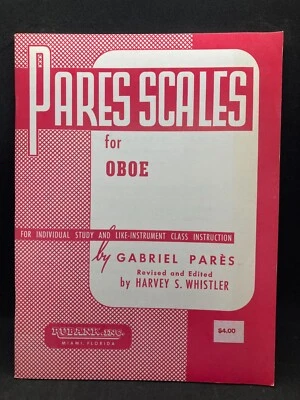 PARÈS SCALES
for
OBOE
FOR INDIVIDUAL STUDY AND LIKE-INSTRUMENT CLASS INSTRUCTION
by GABRIEL PARÈS
Revised and Edited
by HARVEY S. WHISTLER
$4.00
RUBANK, INC.
MIAMI, FLORIDA